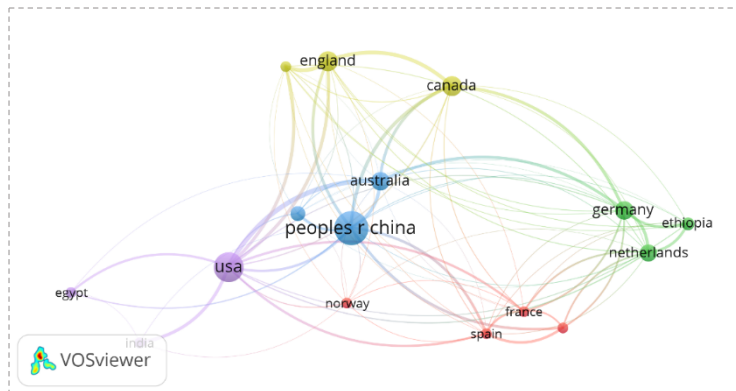 england
canada
australia
peoples r china
germany
ethiopia
netherlands
usa
egypt
norway
france
spain
india
VOSviewer